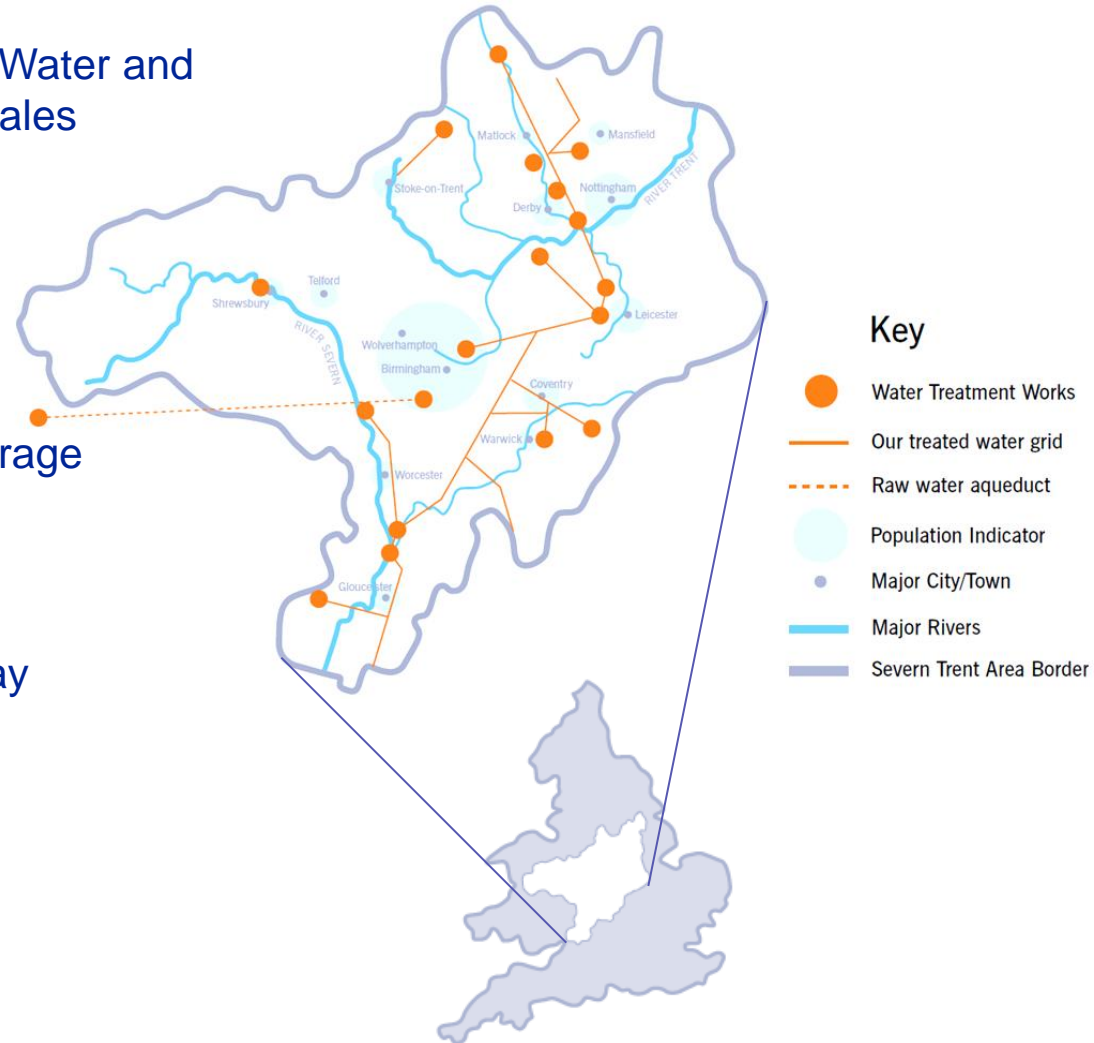 Water and
ales
rage
ay
Matlock
Mansfield
Stoke-on-Trent
Nottingham
RIVER TRENT
Derby
Telford
Shrewsbury
Leicester
RIVER SEVERN
Wolverhampton
Birmingham
Coventry
Warwick
Worcester
Gloucester
Key
Water Treatment Works
Our treated water grid
Raw water aqueduct
Population Indicator
Major City/Town
Major Rivers
Severn Trent Area Border